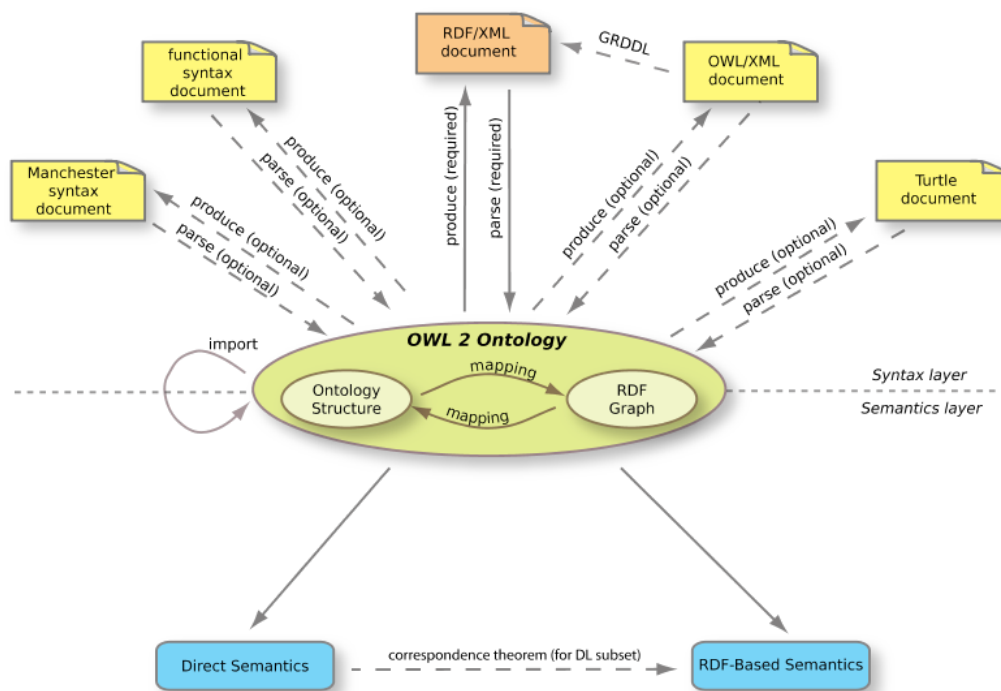 RDF/XML
document
GRDDL
functional
syntax
document
OWL/XML
document
Manchester
syntax
document
Turtle
document
produce (optional)
parse (optional)
produce (optional)
parse (optional)
produce (required)
parse (required)
produce (optional)
parse (optional)
produce (optional)
parse (optional)
import
OWL 2 Ontology
mapping
Ontology
Structure
RDF
Graph
mapping
Syntax layer
Semantics layer
Direct Semantics
correspondence theorem (for DL subset)
RDF-Based Semantics